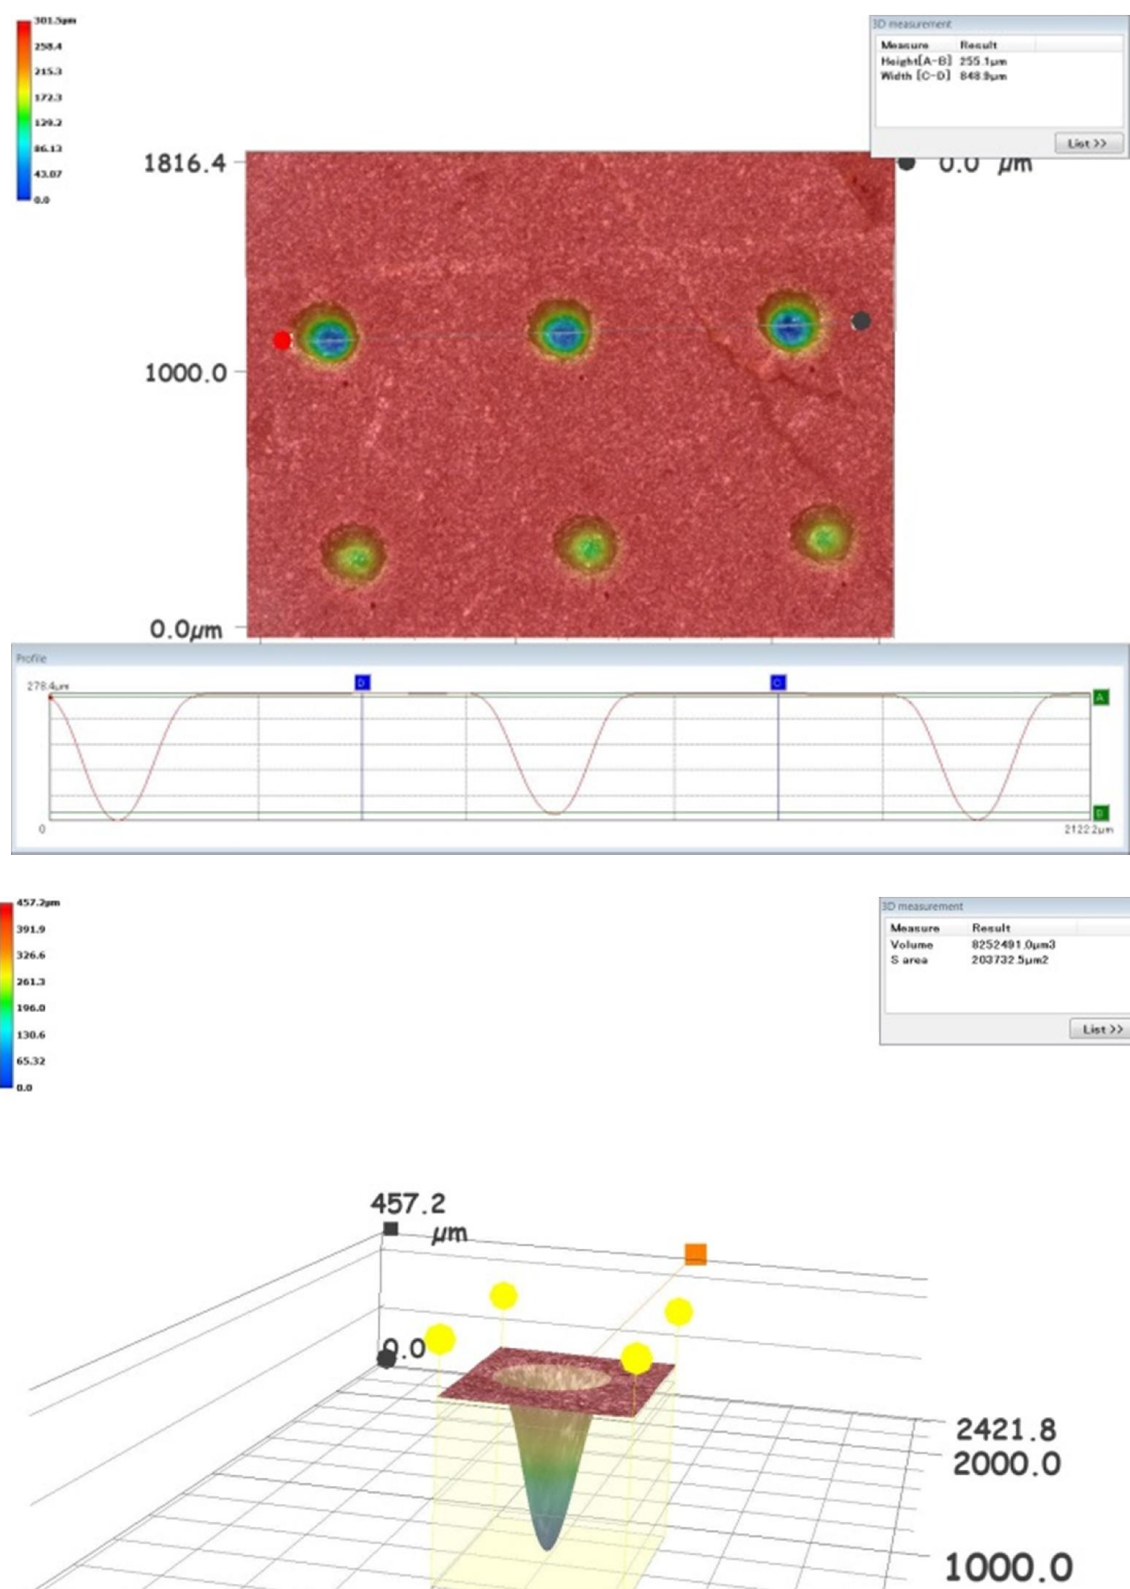 301.5μm
258.4
215.3
172.3
129.2
86.13
43.07
0.0
3D measurement
Measure Result
Height[A-B] 255.1μm
Width [C-D] 848.9μm
List >>
1816.4
0.0 μm
1000.0
0.0μm
Profile
278.4μm
D
C
A
B
0
2122.2μm
457.2μm
391.9
326.6
261.3
196.0
130.6
65.32
0.0
3D measurement
Measure Result
Volume 8252491.0μm3
S area 203732.5μm2
List >>
457.2
μm
0.0
2421.8
2000.0
1000.0